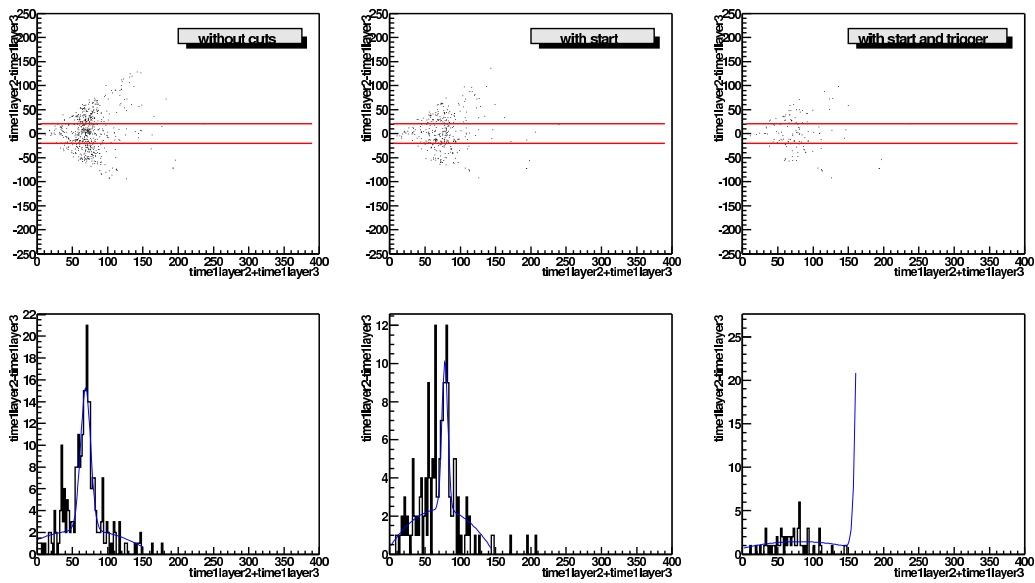 without cuts
time1layer2-time1layer3
250
200
150
100
50
0
-50
-100
-150
-200
-250
0 50 100 150 200 250 300 350 400
time1layer2+time1layer3
with start
time1layer2-time1layer3
250
200
150
100
50
0
-50
-100
-150
-200
-250
0 50 100 150 200 250 300 350 400
time1layer2+time1layer3
with start and trigger
time1layer2-time1layer3
250
200
150
100
50
0
-50
-100
-150
-200
-250
0 50 100 150 200 250 300 350 400
time1layer2+time1layer3
time1layer2-time1layer3
22
20
18
16
14
12
10
8
6
4
2
0
0 50 100 150 200 250 300 350 400
time1layer2+time1layer3
time1layer2-time1layer3
12
10
8
6
4
2
0
0 50 100 150 200 250 300 350 400
time1layer2+time1layer3
time1layer2-time1layer3
25
20
15
10
5
0
0 50 100 150 200 250 300 350 400
time1layer2+time1layer3